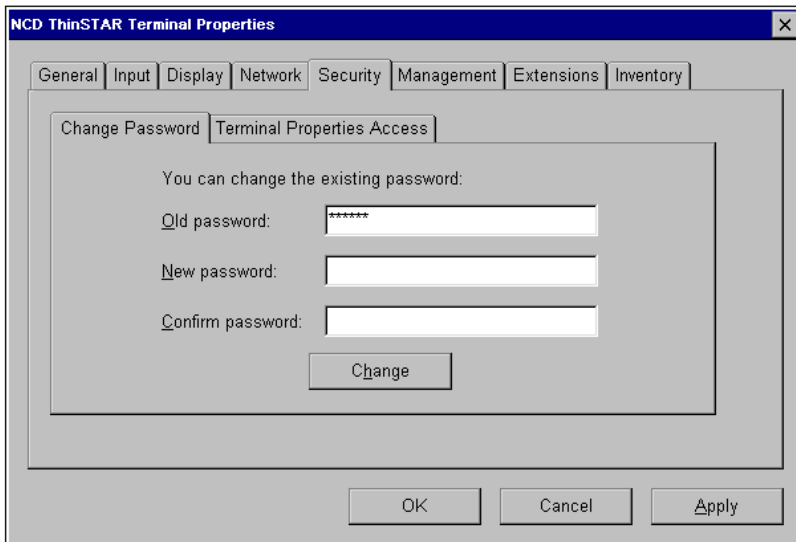 NCD ThinSTAR Terminal Properties
General Input Display Network Security Management Extensions Inventory
Change Password Terminal Properties Access
You can change the existing password:
Old password: ******
New password:
Confirm password:
Change
OK Cancel Apply